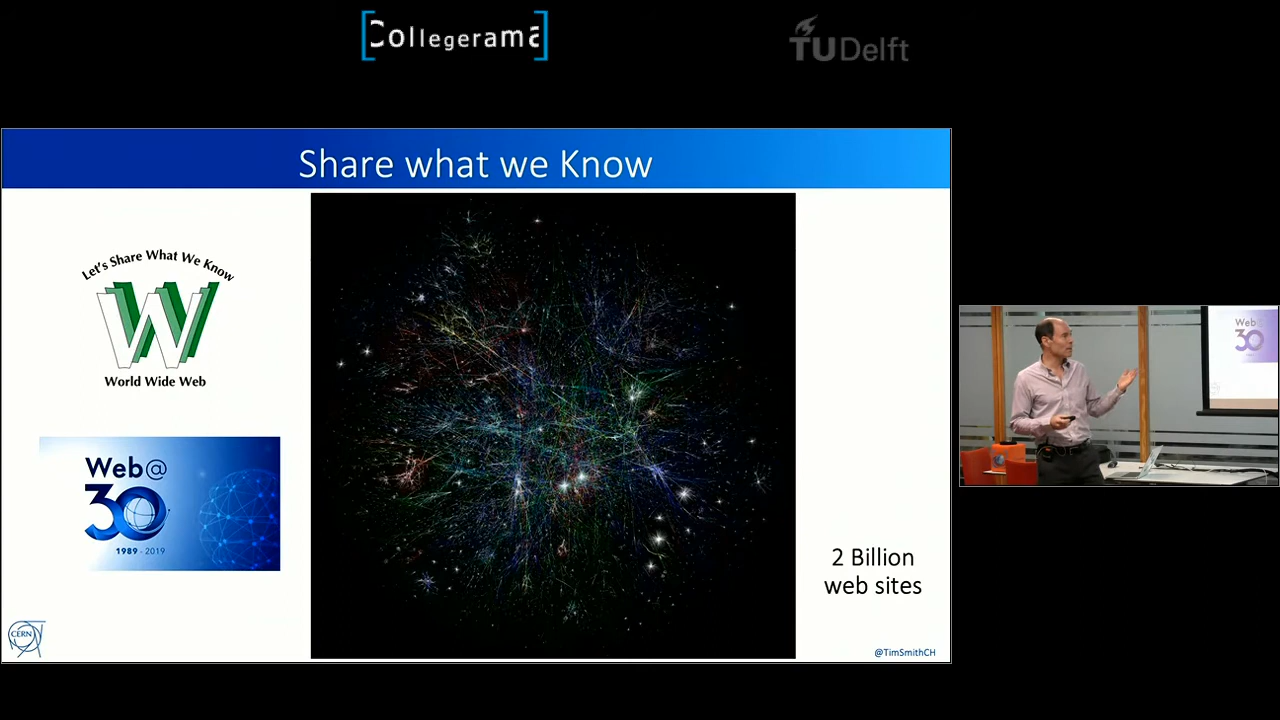 Collegerama
TUDelft
Share what we Know
Let's Share What We Know
World Wide Web
Web@
30
1989 - 2019
2 Billion
web sites
CERN
@TimSmithCH
Web@
30